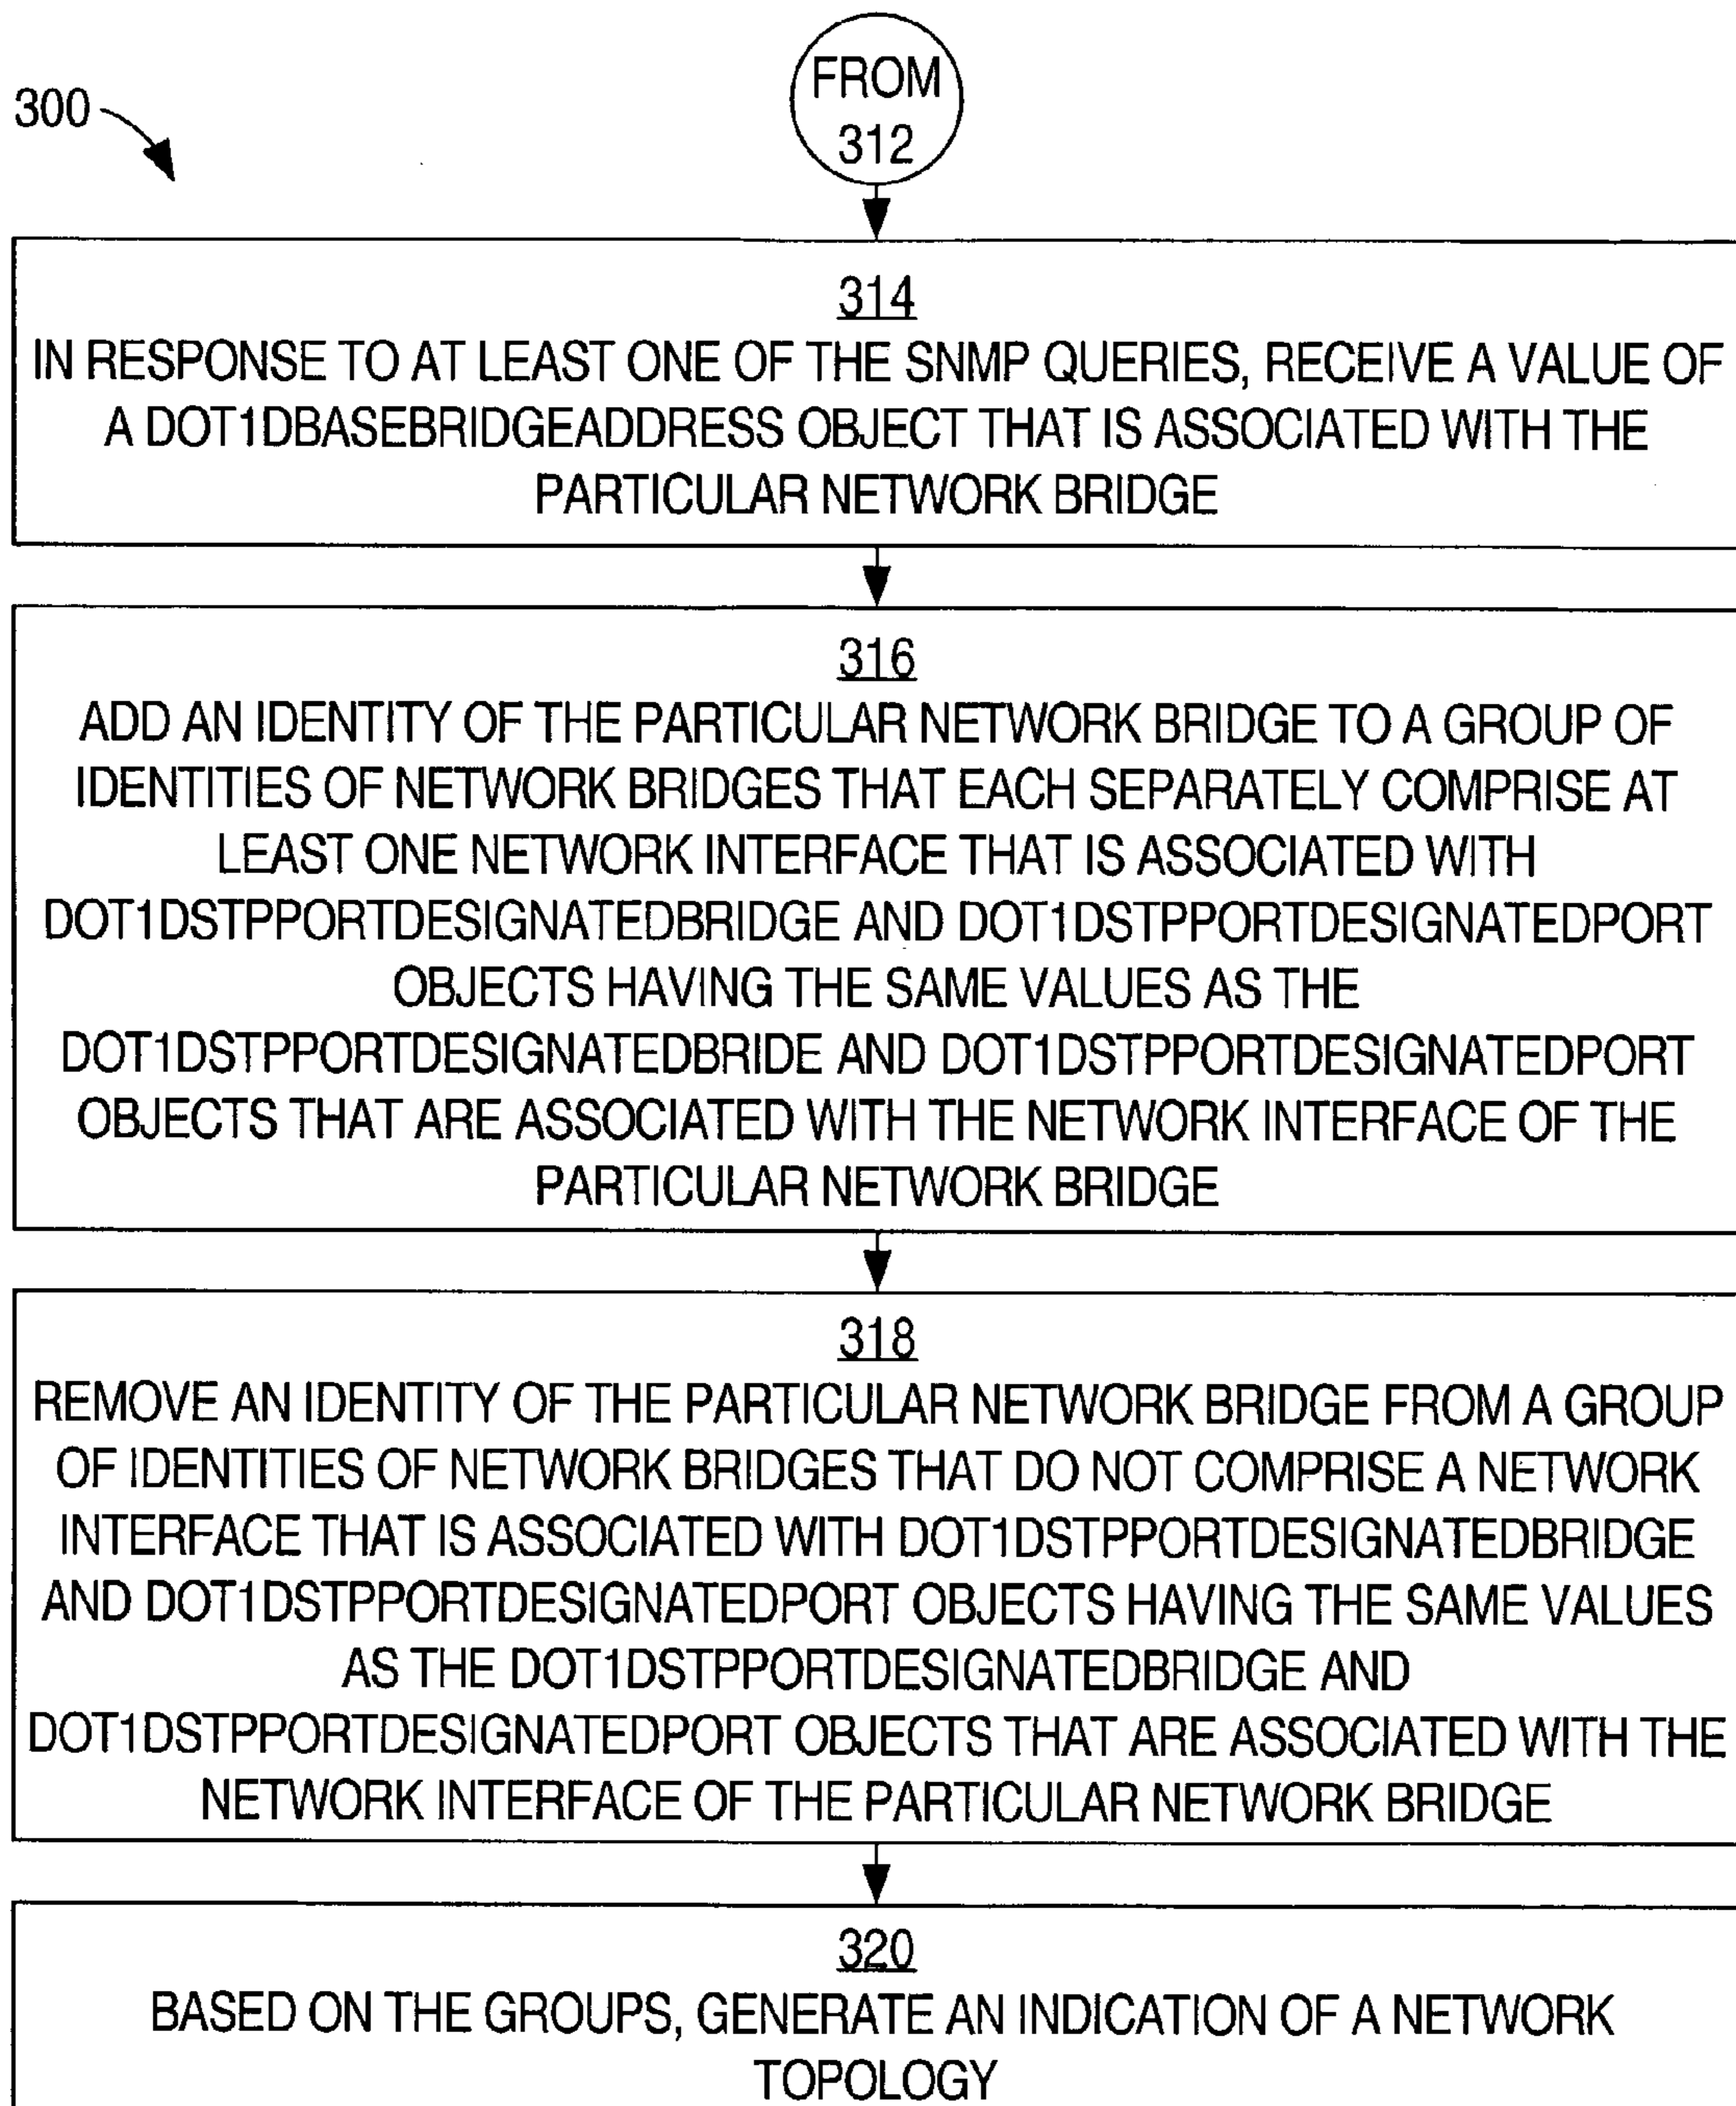 FROM
312
300
314
IN RESPONSE TO AT LEAST ONE OF THE SNMP QUERIES, RECEIVE A VALUE OF
A DOT1DBASEBRIDGEADDRESS OBJECT THAT IS ASSOCIATED WITH THE
PARTICULAR NETWORK BRIDGE
316
ADD AN IDENTITY OF THE PARTICULAR NETWORK BRIDGE TO A GROUP OF
IDENTITIES OF NETWORK BRIDGES THAT EACH SEPARATELY COMPRISE AT
LEAST ONE NETWORK INTERFACE THAT IS ASSOCIATED WITH
DOT1DSTPPORTDESIGNATEDBRIDGE AND DOT1DSTPPORTDESIGNATEDPORT
OBJECTS HAVING THE SAME VALUES AS THE
DOT1DSTPPORTDESIGNATEDBRIDE AND DOT1DSTPPORTDESIGNATEDPORT
OBJECTS THAT ARE ASSOCIATED WITH THE NETWORK INTERFACE OF THE
PARTICULAR NETWORK BRIDGE
318
REMOVE AN IDENTITY OF THE PARTICULAR NETWORK BRIDGE FROM A GROUP
OF IDENTITIES OF NETWORK BRIDGES THAT DO NOT COMPRISE A NETWORK
INTERFACE THAT IS ASSOCIATED WITH DOT1DSTPPORTDESIGNATEDBRIDGE
AND DOT1DSTPPORTDESIGNATEDPORT OBJECTS HAVING THE SAME VALUES
AS THE DOT1DSTPPORTDESIGNATEDBRIDGE AND
DOT1DSTPPORTDESIGNATEDPORT OBJECTS THAT ARE ASSOCIATED WITH THE
NETWORK INTERFACE OF THE PARTICULAR NETWORK BRIDGE
320
BASED ON THE GROUPS, GENERATE AN INDICATION OF A NETWORK
TOPOLOGY